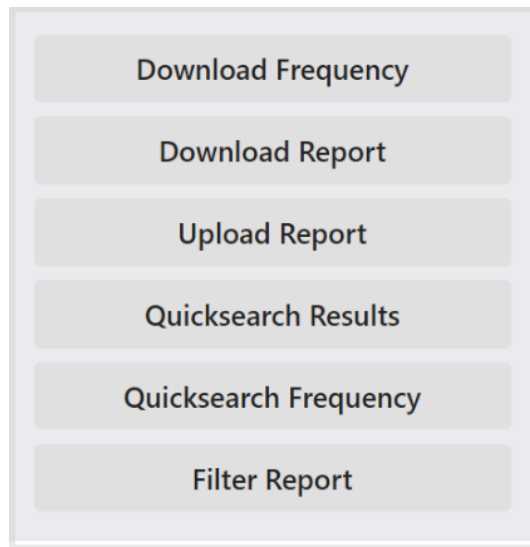 Download Frequency
Download Report
Upload Report
Quicksearch Results
Quicksearch Frequency
Filter Report